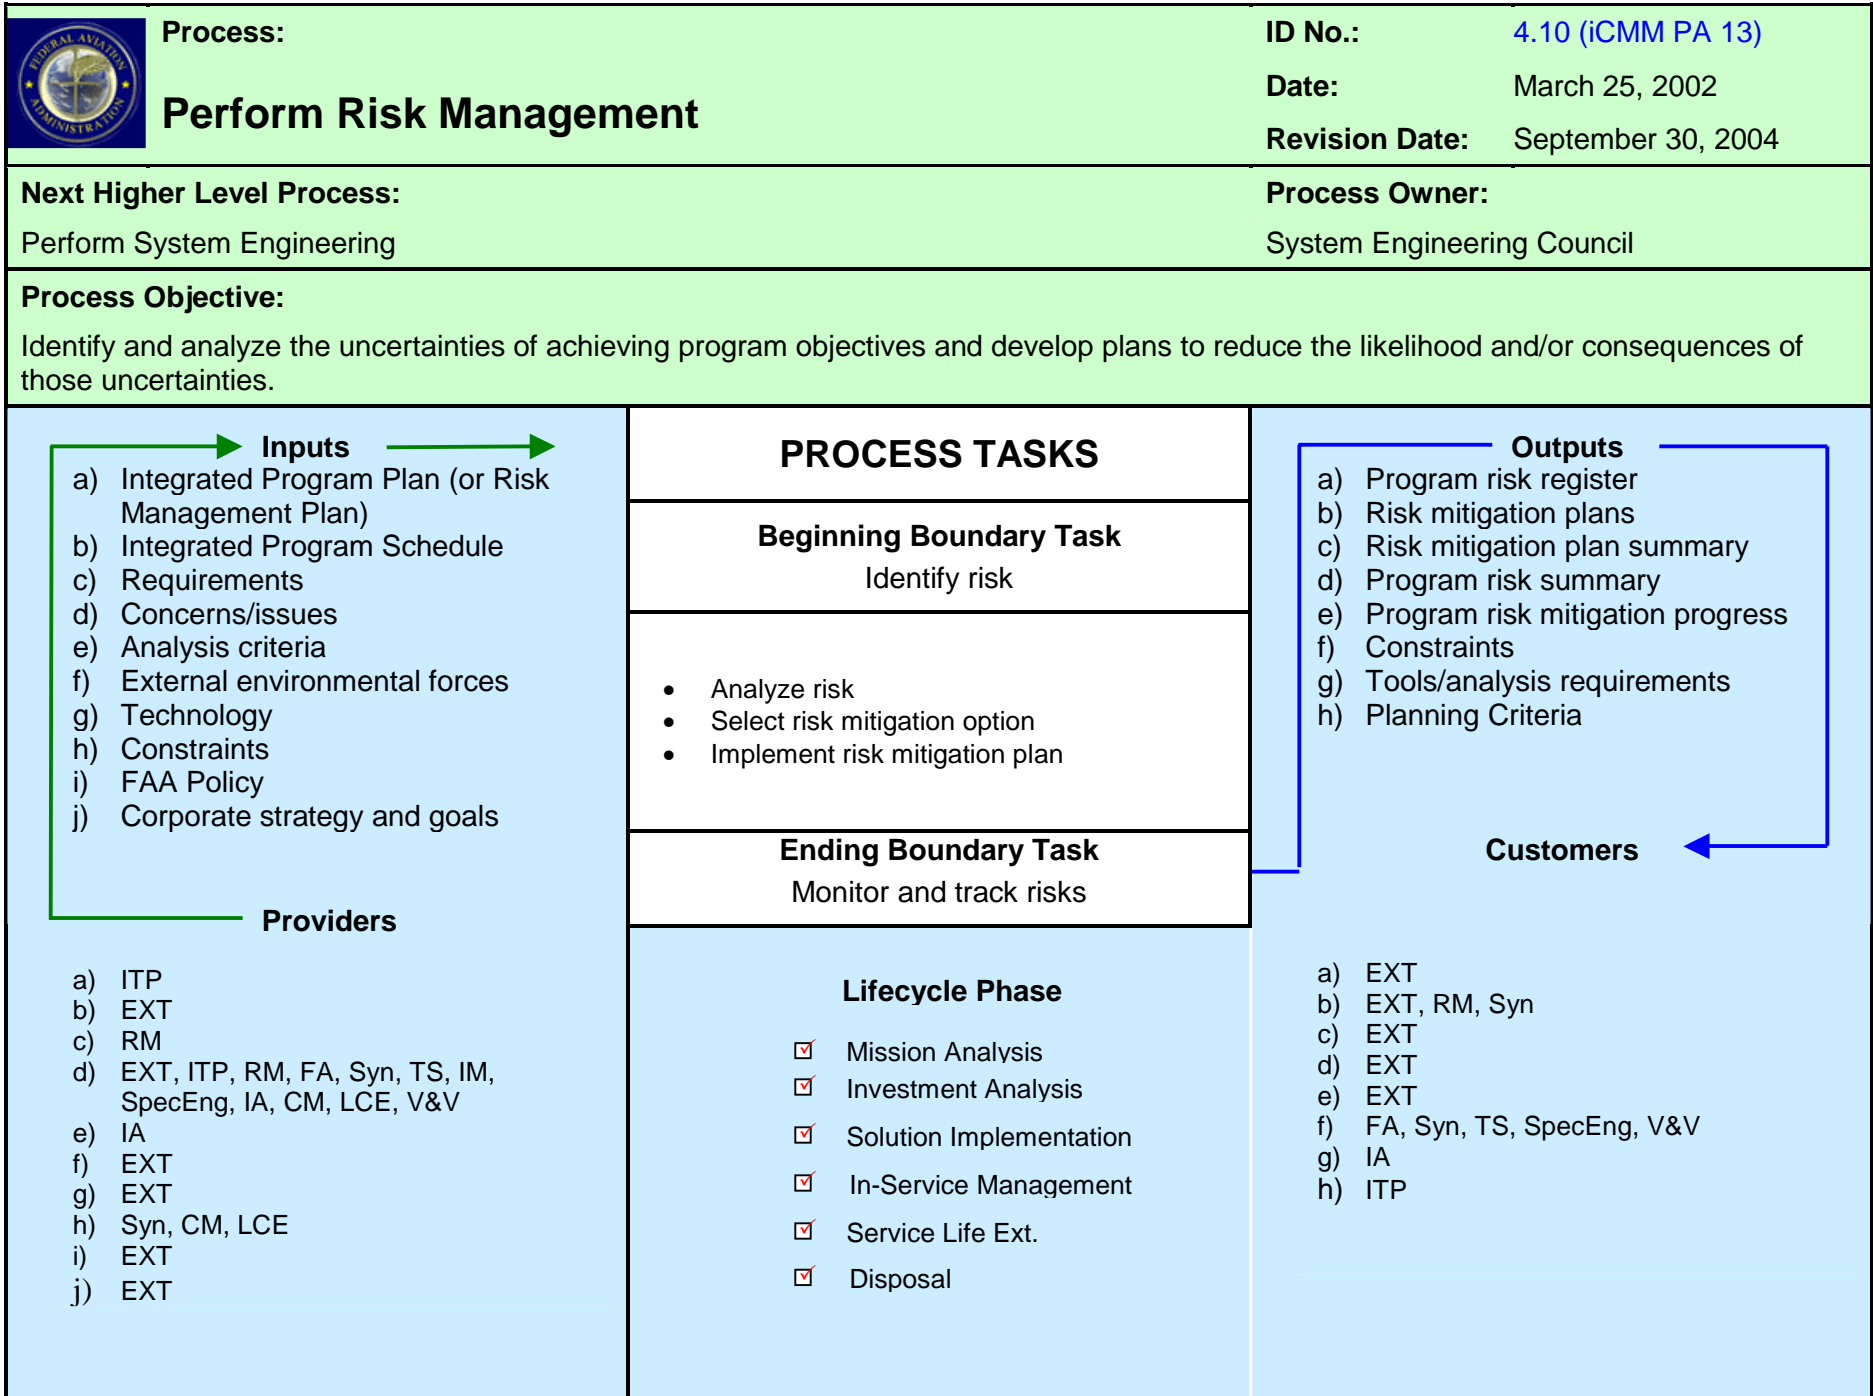 FEDERAL AVIATION
ADMINISTRATION
Process:
Perform Risk Management
ID No.: 4.10 (iCMM PA 13)
Date: March 25, 2002
Revision Date: September 30, 2004
Next Higher Level Process:
Perform System Engineering
Process Owner:
System Engineering Council
Process Objective:
Identify and analyze the uncertainties of achieving program objectives and develop plans to reduce the likelihood and/or consequences of
those uncertainties.
Inputs
a) Integrated Program Plan (or Risk
Management Plan)
b) Integrated Program Schedule
c) Requirements
d) Concerns/issues
e) Analysis criteria
f) External environmental forces
g) Technology
h) Constraints
i) FAA Policy
j) Corporate strategy and goals
Providers
a) ITP
b) EXT
c) RM
d) EXT, ITP, RM, FA, Syn, TS, IM,
SpecEng, IA, CM, LCE, V&V
e) IA
f) EXT
g) EXT
h) Syn, CM, LCE
i) EXT
j) EXT
PROCESS TASKS
Beginning Boundary Task
Identify risk
• Analyze risk
• Select risk mitigation option
• Implement risk mitigation plan
Ending Boundary Task
Monitor and track risks
Lifecycle Phase
Mission Analysis
Investment Analysis
Solution Implementation
In-Service Management
Service Life Ext.
Disposal
Outputs
a) Program risk register
b) Risk mitigation plans
c) Risk mitigation plan summary
d) Program risk summary
e) Program risk mitigation progress
f) Constraints
g) Tools/analysis requirements
h) Planning Criteria
Customers
a) EXT
b) EXT, RM, Syn
c) EXT
d) EXT
e) EXT
f) FA, Syn, TS, SpecEng, V&V
g) IA
h) ITP